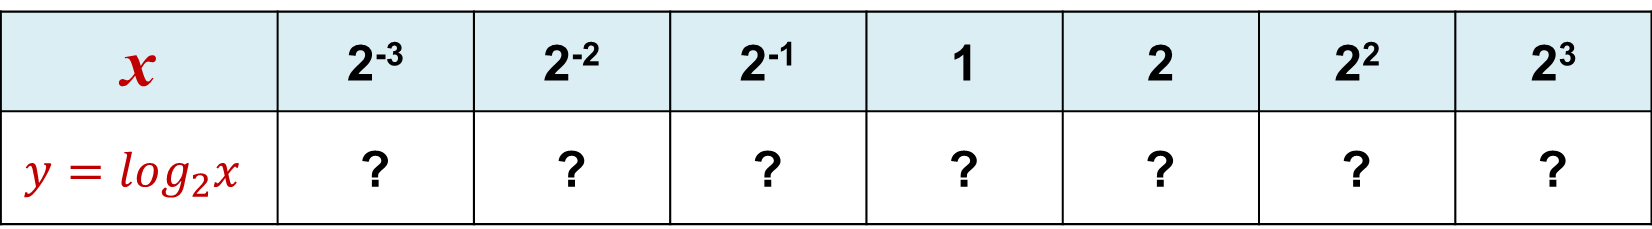 x 2⁻³ 2⁻² 2⁻¹ 1 2 2² 2³
y = log₂x ? ? ? ? ? ? ?